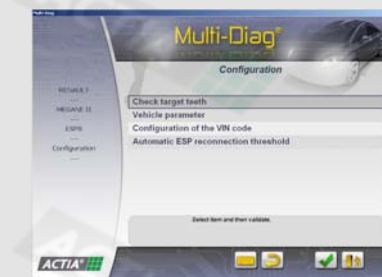 Multi-Diag
Multi-Diag®
Configuration
RENAULT
---
MEGANE II
---
ESP8
---
Configuration
---
Check target teeth
Vehicle parameter
Configuration of the VIN code
Automatic ESP reconnection threshold
Select item and then validate.
ACTIA®